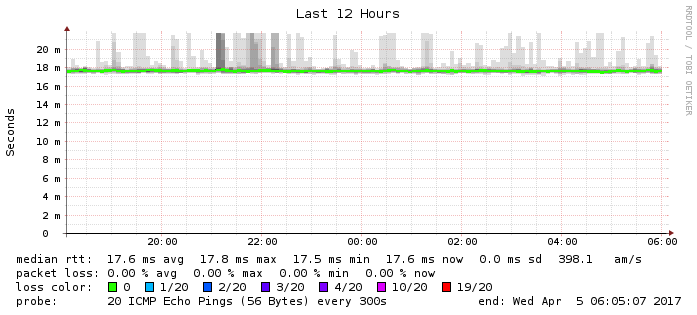 Last 12 Hours
RRDTOOL / TOBI OETIKER
Seconds
20 m
18 m
16 m
14 m
12 m
10 m
8 m
6 m
4 m
2 m
0
20:00 22:00 00:00 02:00 04:00 06:00
median rtt: 17.6 ms avg 17.8 ms max 17.5 ms min 17.6 ms now 0.0 ms sd 398.1 am/s
packet loss: 0.00 % avg 0.00 % max 0.00 % min 0.00 % now
loss color: 0 1/20 2/20 3/20 4/20 10/20 19/20
probe: 20 ICMP Echo Pings (56 Bytes) every 300s end: Wed Apr 5 06:05:07 2017